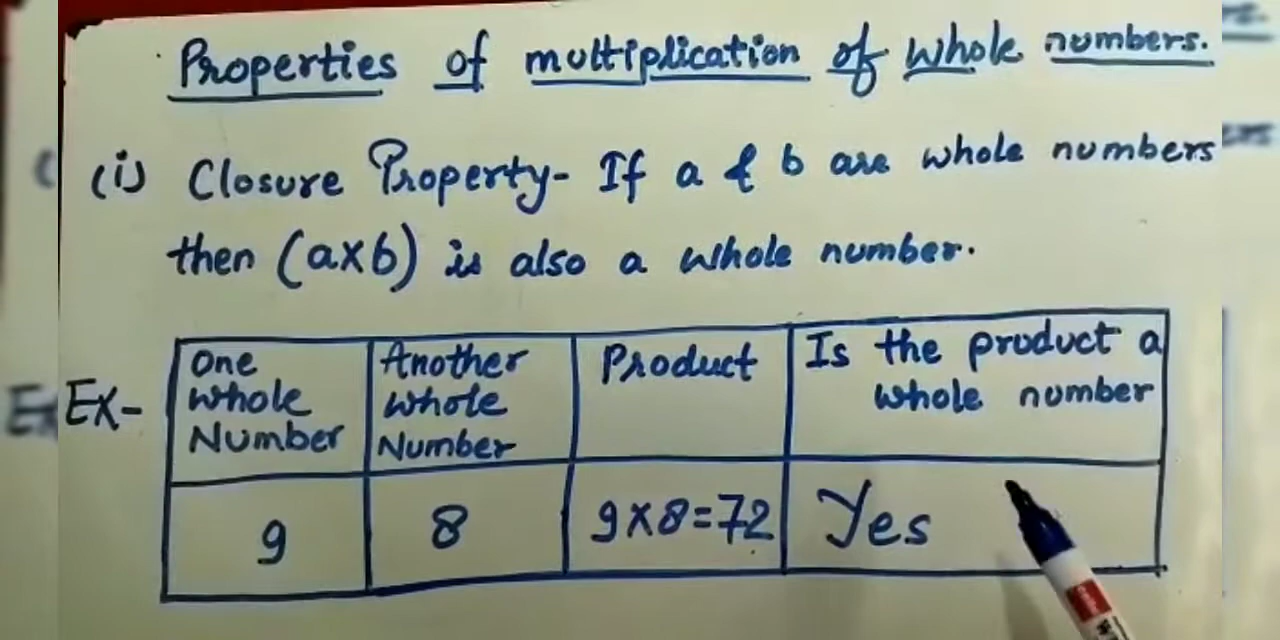 Properties of multiplication of whole numbers.
(i) Closure Property- If a & b are whole numbers
then (a×b) is also a whole number.
Ex-
One whole Number
Another whole Number
Product
Is the product a whole number
9
8
9×8=72
Yes